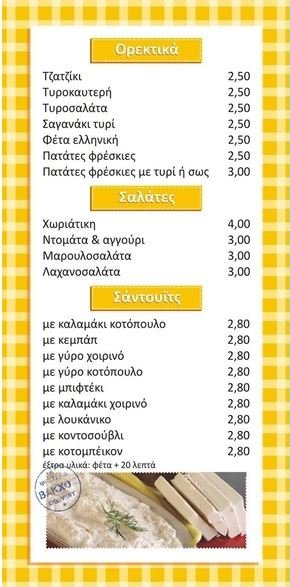 Ορεκτικά
Τζατζίκι 2,50
Τυροκαυτερή 2,50
Τυροσαλάτα 2,50
Σαγανάκι τυρί 2,50
Φέτα ελληνική 2,50
Πατάτες φρέσκιες 2,50
Πατάτες φρέσκιες με τυρί ή σως 3,00
Σαλάτες
Χωριάτικη 4,00
Ντομάτα & αγγούρι 3,00
Μαρουλοσαλάτα 3,00
Λαχανοσαλάτα 3,00
Σάντουϊτς
με καλαμάκι κοτόπουλο 2,80
με κεμπάπ 2,80
με γύρο χοιρινό 2,80
με γύρο κοτόπουλο 2,80
με μπιφτέκι 2,80
με καλαμάκι χοιρινό 2,80
με λουκάνικο 2,80
με κοντοσούβλι 2,80
με κοτομπέικον 2,80
έξτρα υλικά: φέτα + 20 λεπτά
ΒΑΚΧΟ
DELIVERY